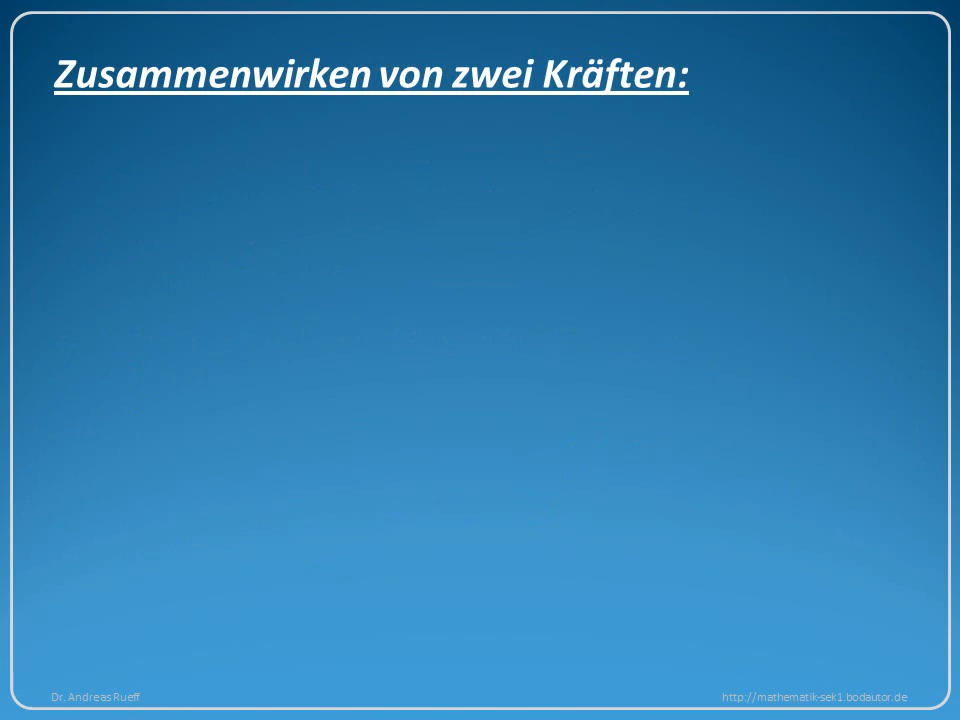 Zusammenwirken von zwei Kräften:
Dr. Andreas Rueff
http://mathematik-sek1.bodautor.de